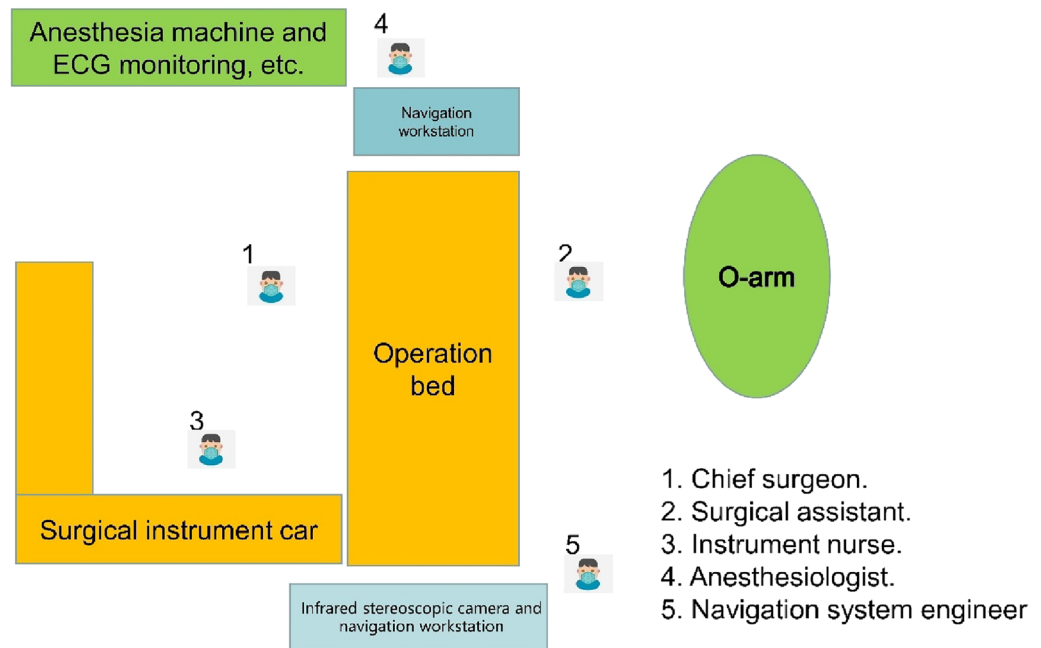 Anesthesia machine and
ECG monitoring, etc.
4
Navigation
workstation
1
2
O-arm
Operation
bed
3
Surgical instrument car
5
Infrared stereoscopic camera and
navigation workstation
1. Chief surgeon.
2. Surgical assistant.
3. Instrument nurse.
4. Anesthesiologist.
5. Navigation system engineer